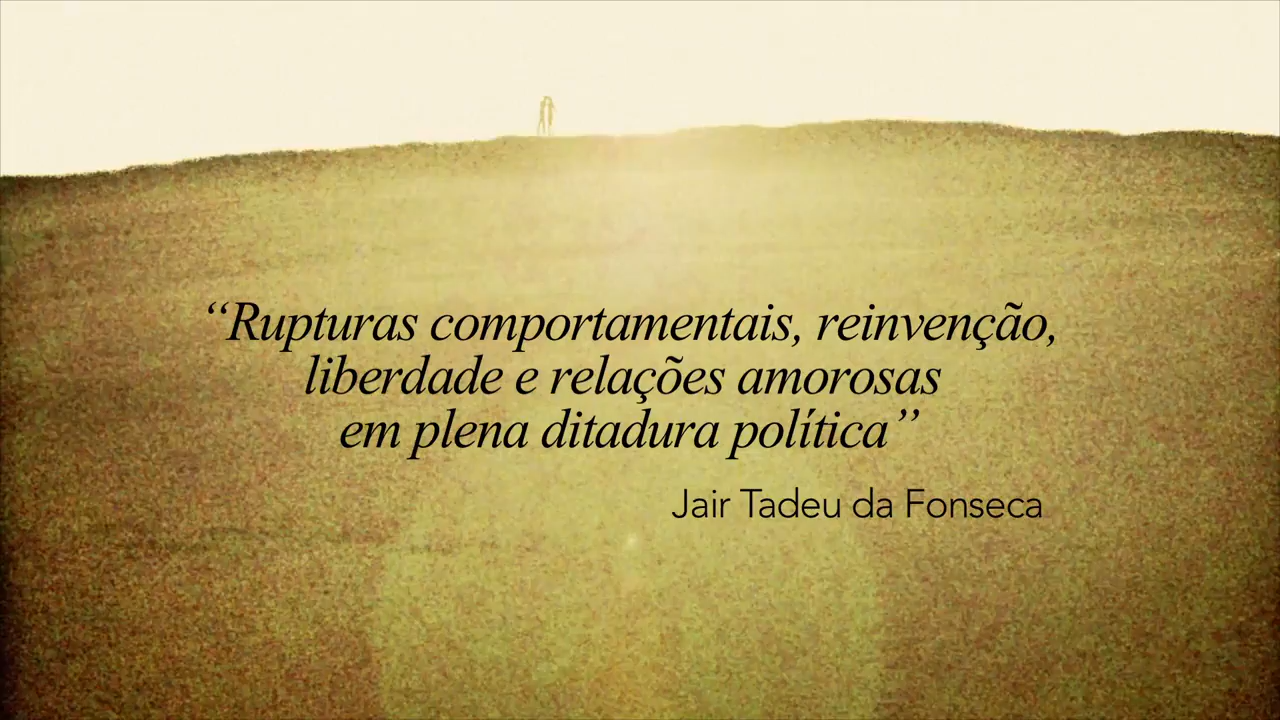 “Rupturas comportamentais, reinvenção,
liberdade e relações amorosas
em plena ditadura política”
Jair Tadeu da Fonseca